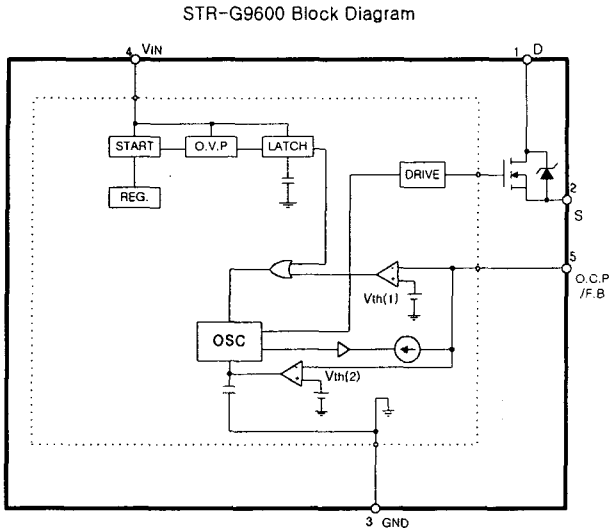 STR-G9600 Block Diagram
4 VIN
1 D
START
O.V.P
LATCH
REG.
DRIVE
2
S
5
O.C.P
/F.B
Vth(1)
OSC
Vth(2)
3 GND